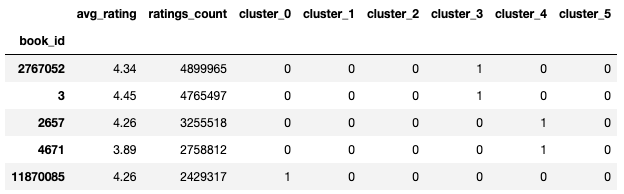 avg_rating ratings_count cluster_0 cluster_1 cluster_2 cluster_3 cluster_4 cluster_5
book_id
2767052 4.34 4899965 0 0 0 1 0 0
3 4.45 4765497 0 0 0 1 0 0
2657 4.26 3255518 0 0 0 0 1 0
4671 3.89 2758812 0 0 0 0 1 0
11870085 4.26 2429317 1 0 0 0 0 0